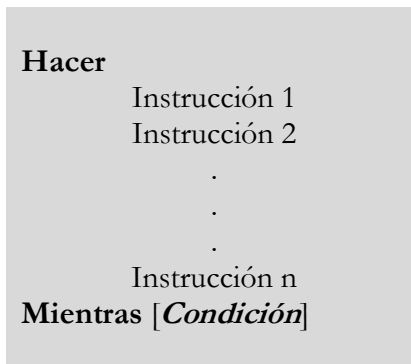 Hacer
Instrucción 1
Instrucción 2
.
.
.
Instrucción n
Mientras [Condición]